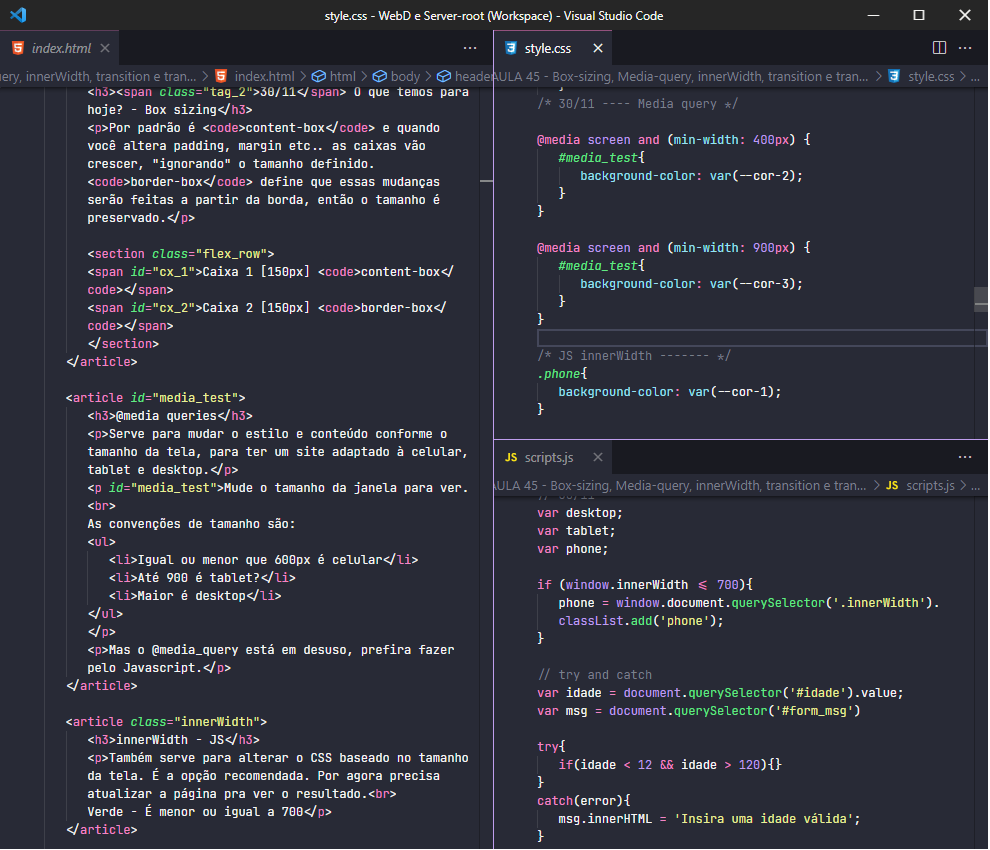 style.css - WebD e Server-root (Workspace) - Visual Studio Code
index.html
ery, innerWidth, transition e tran... > index.html > html > body > header
<h3><span class="tag_2">30/11</span> O que temos para
hoje? - Box sizing</h3>
<p>Por padrão é <code>content-box</code> e quando
você altera padding, margin etc.. as caixas vão
crescer, "ignorando" o tamanho definido.
<code>border-box</code> define que essas mudanças
serão feitas a partir da borda, então o tamanho é
preservado.</p>
<section class="flex_row">
<span id="cx_1">Caixa 1 [150px] <code>content-box</
code></span>
<span id="cx_2">Caixa 2 [150px] <code>border-box</
code></span>
</section>
</article>
<article id="media_test">
<h3>@media queries</h3>
<p>Serve para mudar o estilo e conteúdo conforme o
tamanho da tela, para ter um site adaptado à celular,
tablet e desktop.</p>
<p id="media_test">Mude o tamanho da janela para ver.
<br>
As convenções de tamanho são:
<ul>
<li>Igual ou menor que 600px é celular</li>
<li>Até 900 é tablet?</li>
<li>Maior é desktop</li>
</ul>
</p>
<p>Mas o @media_query está em desuso, prefira fazer
pelo Javascript.</p>
</article>
<article class="innerWidth">
<h3>innerWidth - JS</h3>
<p>Também serve para alterar o CSS baseado no tamanho
da tela. É a opção recomendada. Por agora precisa
atualizar a página pra ver o resultado.<br>
Verde - É menor ou igual a 700</p>
</article>
style.css
AULA 45 - Box-sizing, Media-query, innerWidth, transition e tran... > style.css > ...
}
/* 30/11 ---- Media query */
@media screen and (min-width: 400px) {
#media_test{
background-color: var(--cor-2);
}
}
@media screen and (min-width: 900px) {
#media_test{
background-color: var(--cor-3);
}
}
/* JS innerWidth ------- */
.phone{
background-color: var(--cor-1);
}
JS scripts.js
AULA 45 - Box-sizing, Media-query, innerWidth, transition e tran... > JS scripts.js > ...
// 30/11
var desktop;
var tablet;
var phone;
if (window.innerWidth <= 700){
phone = window.document.querySelector('.innerWidth').
classList.add('phone');
}
// try and catch
var idade = document.querySelector('#idade').value;
var msg = document.querySelector('#form_msg')
try{
if(idade < 12 && idade > 120){}
}
catch(error){
msg.innerHTML = 'Insira uma idade válida';
}